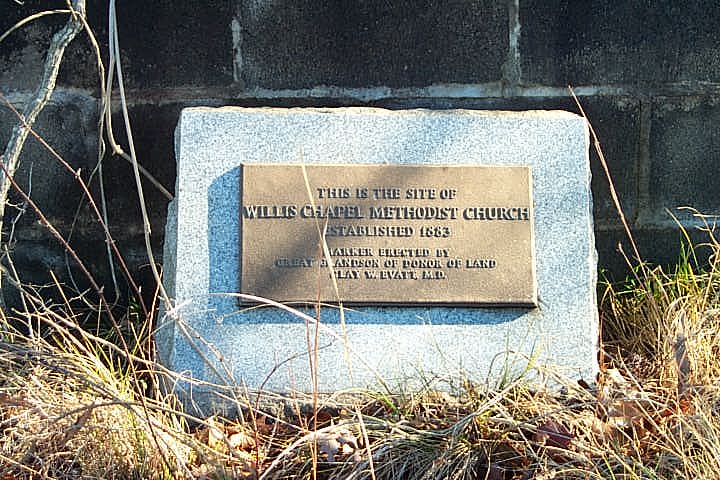 THIS IS THE SITE OF
WILLIS CHAPEL METHODIST CHURCH
ESTABLISHED 1883
MARKER ERECTED BY
GREAT GRANDSON OF DONOR OF LAND
CLAY W. EVATT, M.D.